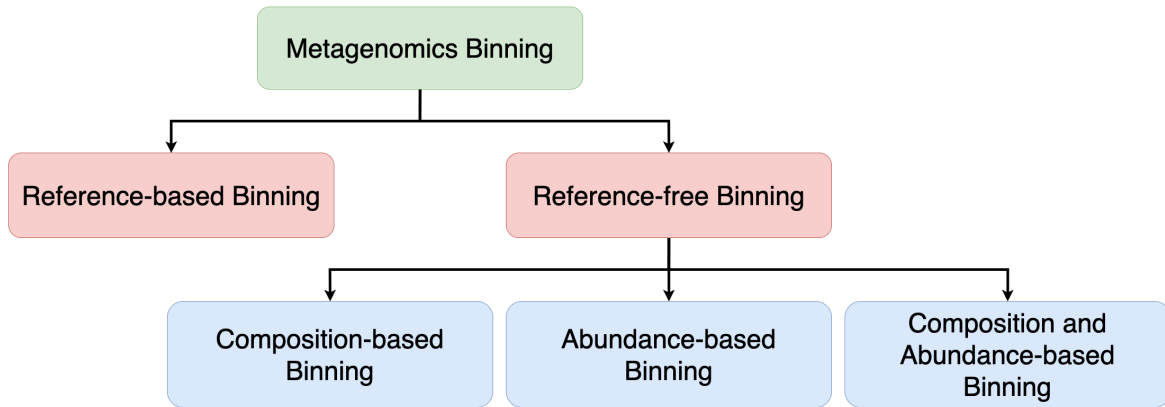 Metagenomics Binning
Reference-based Binning
Reference-free Binning
Composition-based
Binning
Abundance-based
Binning
Composition and
Abundance-based
Binning